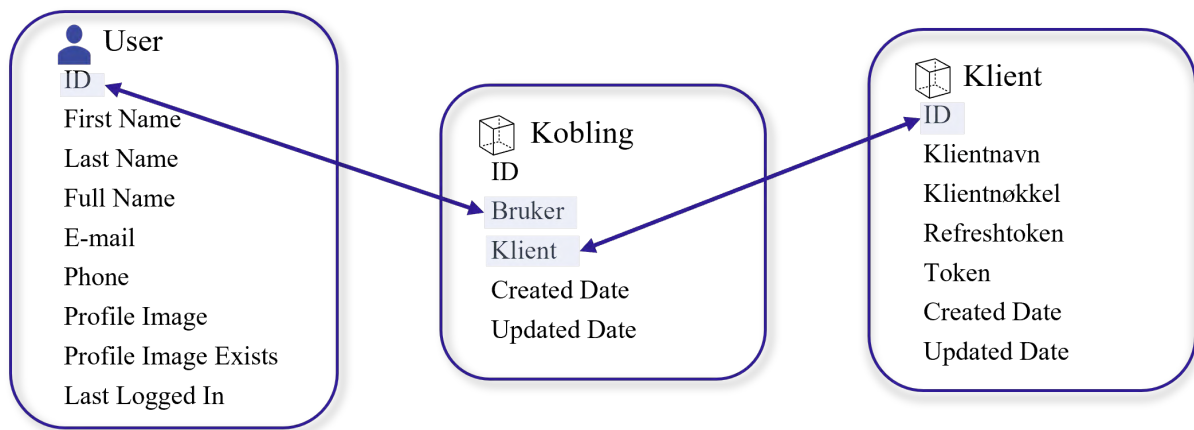 User
ID
First Name
Last Name
Full Name
E-mail
Phone
Profile Image
Profile Image Exists
Last Logged In
Kobling
ID
Bruker
Klient
Created Date
Updated Date
Klient
ID
Klientnavn
Klientnøkkel
Refreshtoken
Token
Created Date
Updated Date